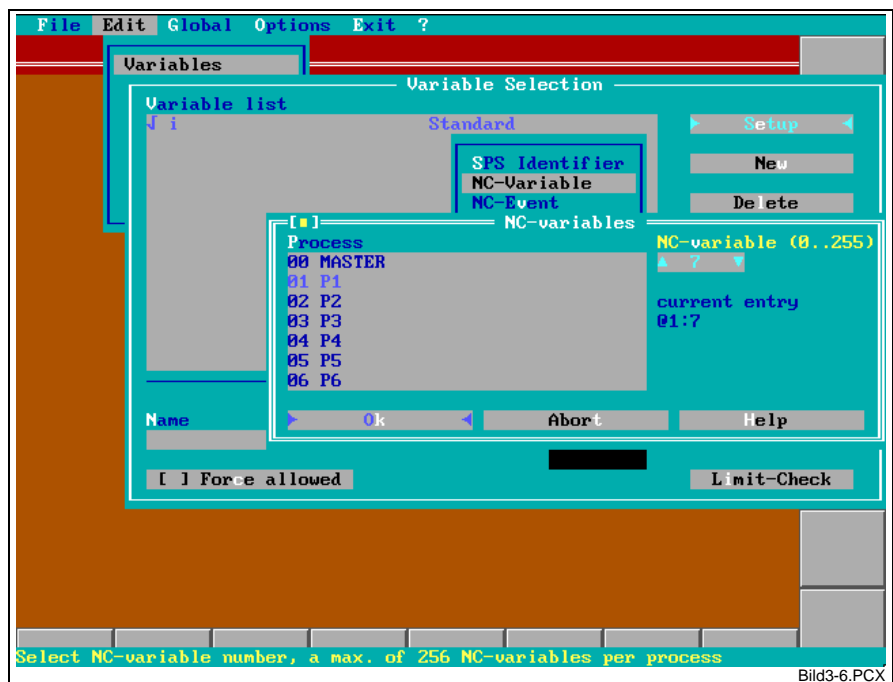 File Edit Global Options Exit ?
Variables
Variable Selection
Variable list
√ i Standard
Setup
SPS Identifier
New
NC-Variable
NC-Event
Delete
NC-variables
Process
NC-variable (0..255)
00 MASTER
▲ 7 ▼
01 P1
02 P2
current entry
03 P3
@1:7
04 P4
05 P5
06 P6
Name
Ok
Abort
Help
[ ] Force allowed
Limit-Check
Select NC-variable number, a max. of 256 NC-variables per process
Bild3-6.PCX